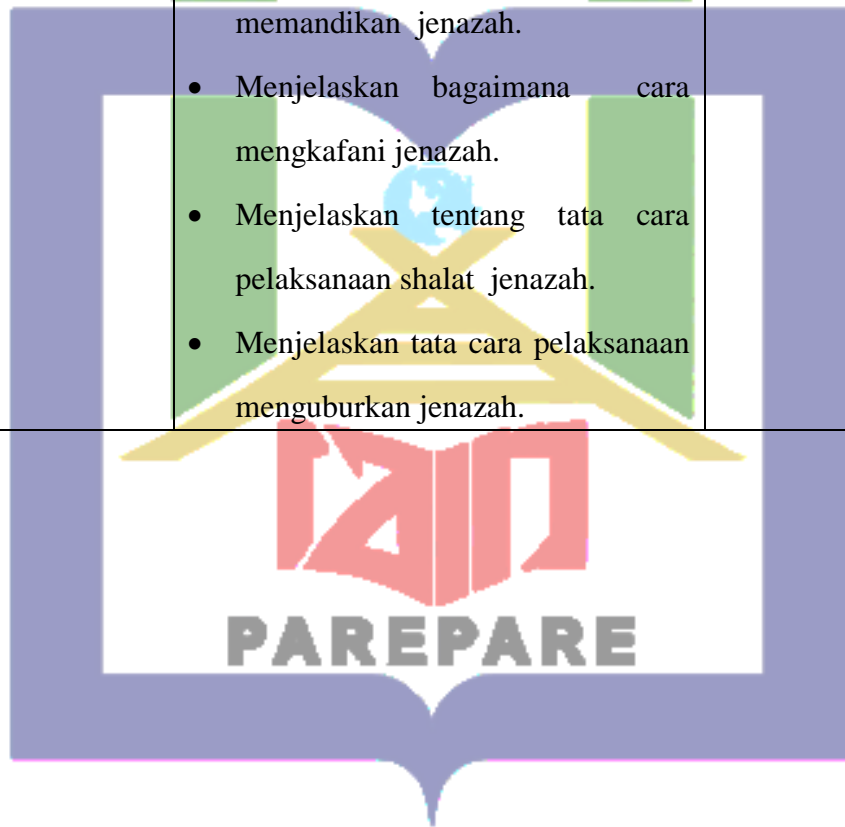 memandikan jenazah.
• Menjelaskan bagaimana cara
mengkafani jenazah.
• Menjelaskan tentang tata cara
pelaksanaan shalat jenazah.
• Menjelaskan tata cara pelaksanaan
menguburkan jenazah.
iain
PAREPARE